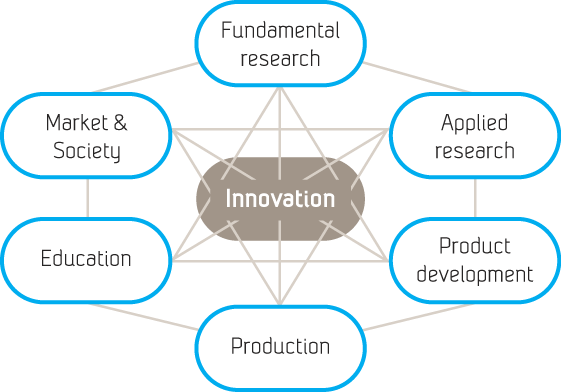 Fundamental
research
Market &
Society
Applied
research
Innovation
Education
Product
development
Production